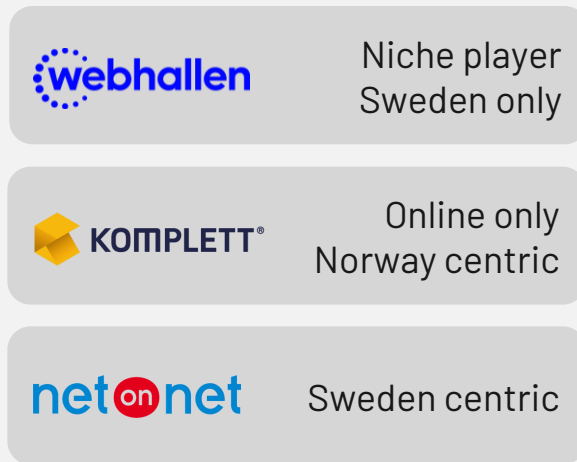 webhallen
Niche player
Sweden only
KOMPLETT®
Online only
Norway centric
netonnet
Sweden centric